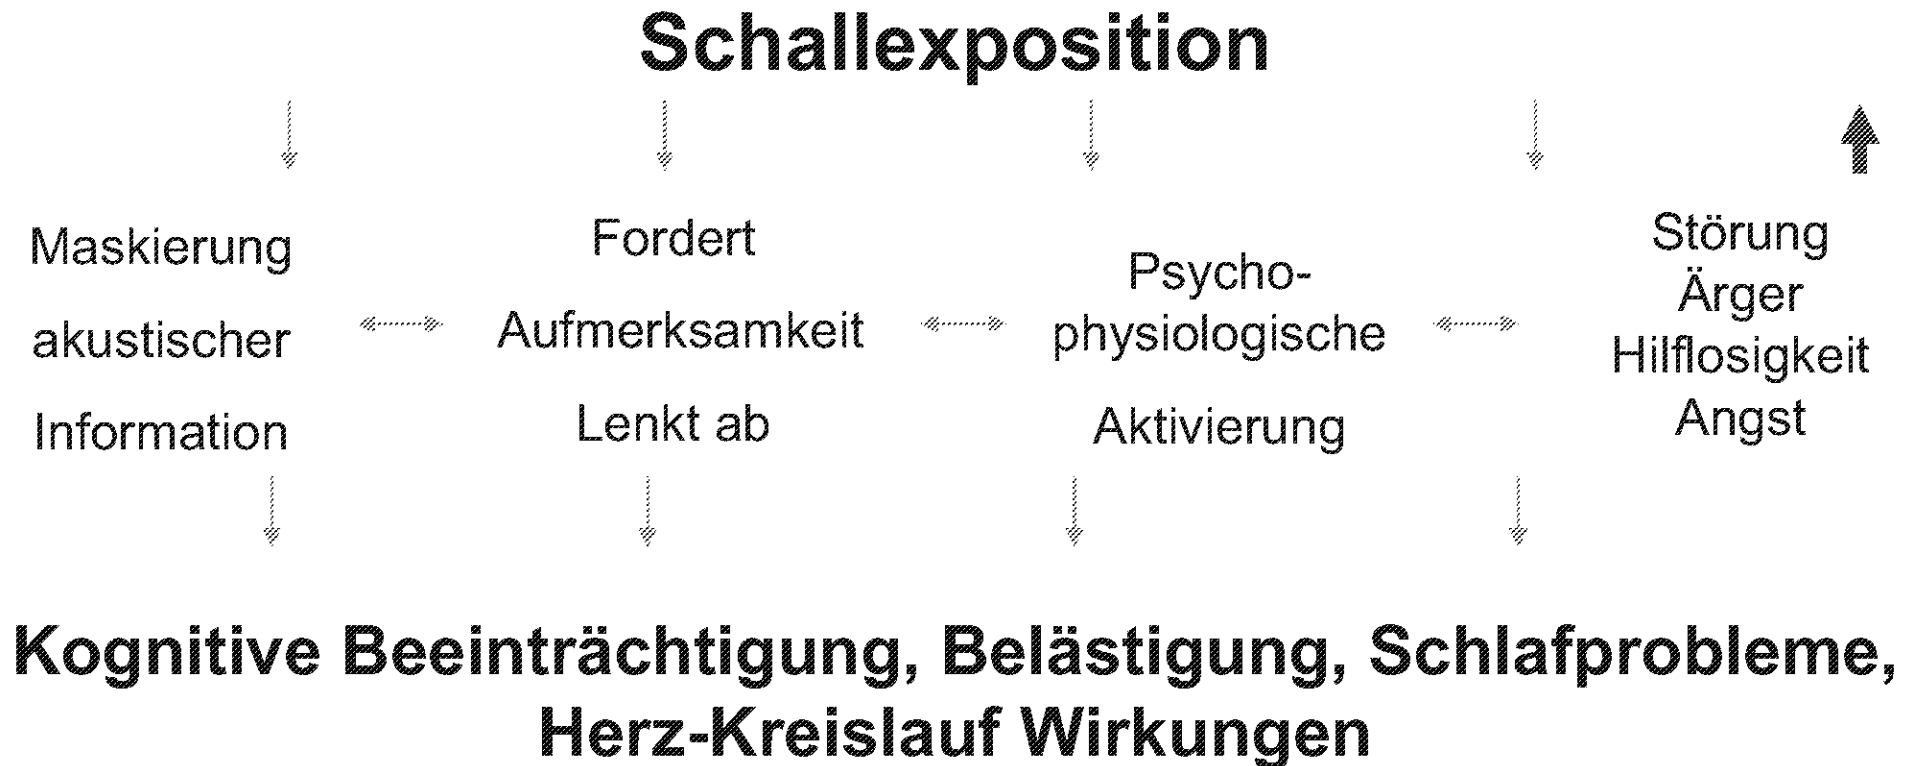 Schallexposition
Maskierung
akustischer
Information
Fordert
Aufmerksamkeit
Lenkt ab
Psycho-
physiologische
Aktivierung
Störung
Ärger
Hilflosigkeit
Angst
Kognitive Beeinträchtigung, Belästigung, Schlafprobleme,
Herz-Kreislauf Wirkungen